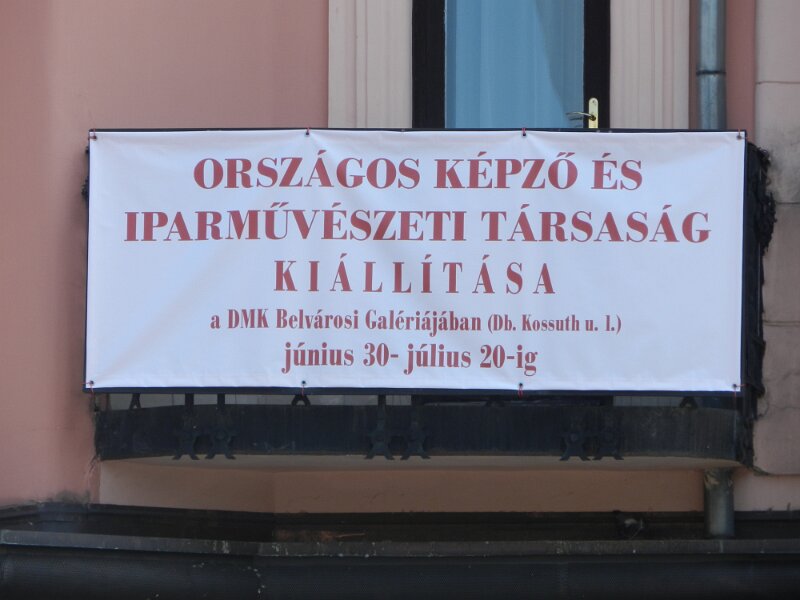 ORSZÁGOS KÉPZŐ ÉS
IPARMŰVÉSZETI TÁRSASÁG
KIÁLLÍTÁSA
a DMK Belvárosi Galériájában (Db. Kossuth u. 1.)
június 30- július 20-ig